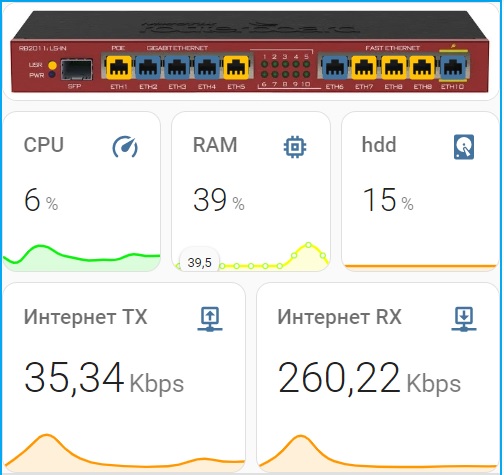 routerboard
RB2011iLS-IN
POE GIGABIT ETHERNET
FAST ETHERNET
1 2 3 4 5
USR
PWR
6 7 8 9 10
SFP
ETH1 ETH2 ETH3 ETH4 ETH5
ETH6 ETH7 ETH8 ETH8 ETH10
CPU
RAM
hdd
6 %
39 %
15 %
39,5
Интернет TX
Интернет RX
35,34 Kbps
260,22 Kbps